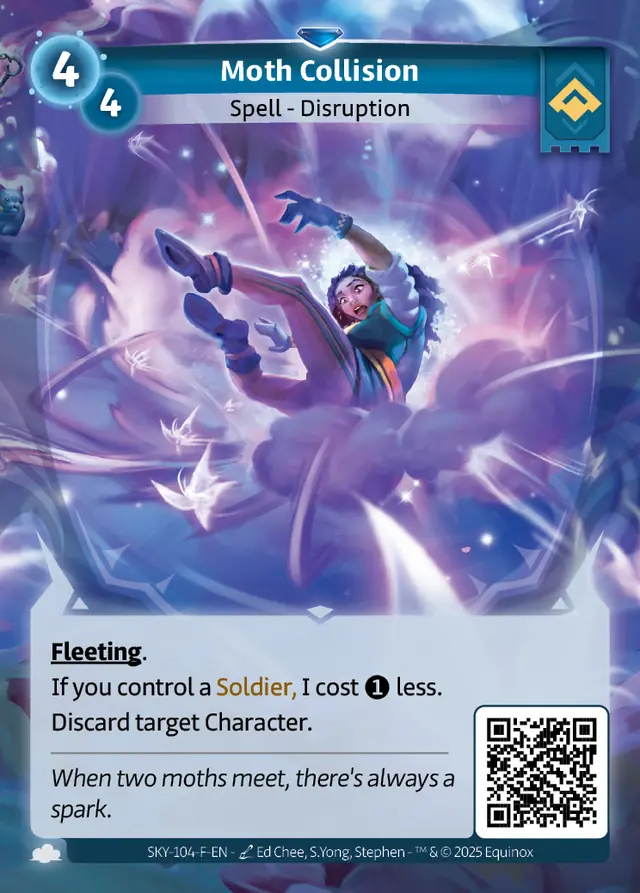 4
4
Moth Collision
Spell - Disruption
Fleeting.
If you control a Soldier, I cost 1 less.
Discard target Character.
When two moths meet, there's always a
spark.
SKY-104-F-EN - Ed Chee, S.Yong, Stephen - ™ & © 2025 Equinox